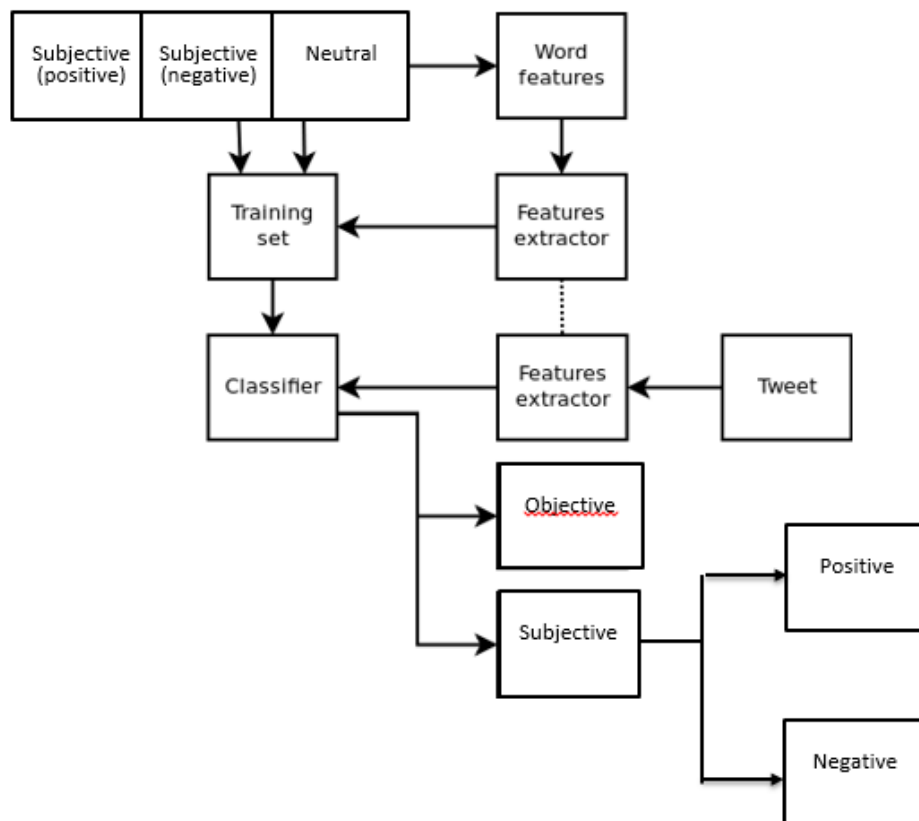 Subjective
(positive)
Subjective
(negative)
Neutral
Word
features
Training
set
Features
extractor
Classifier
Features
extractor
Tweet
Objective
Subjective
Positive
Negative